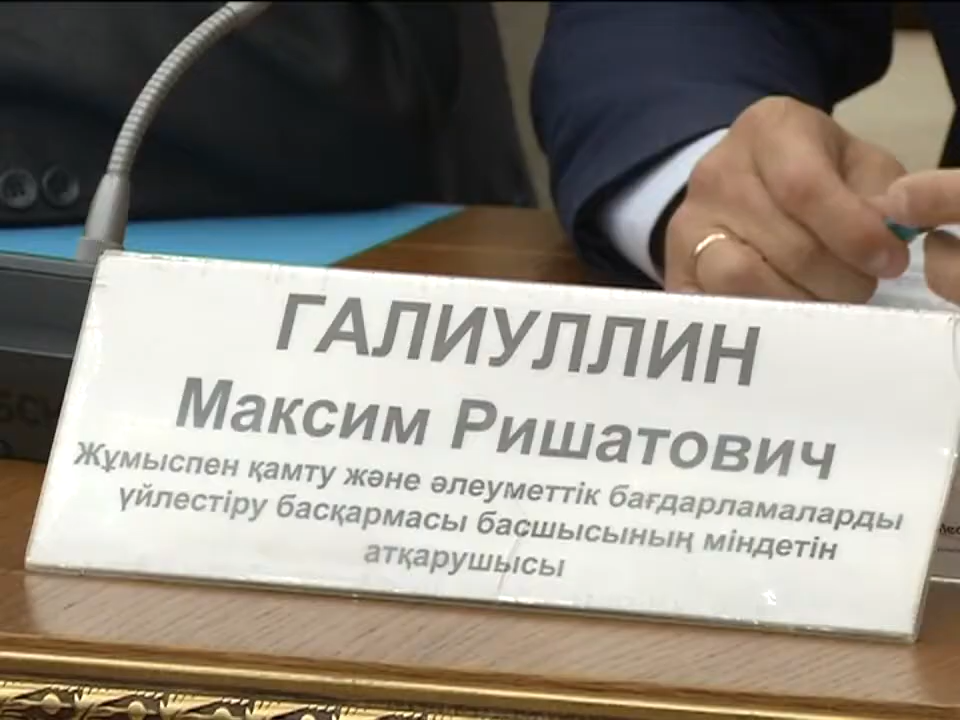 ГАЛИУЛЛИН
Максим Ришатович
Жұмыспен қамту және әлеуметтік бағдарламаларды
үйлестіру басқармасы басшысының міндетін
атқарушысы